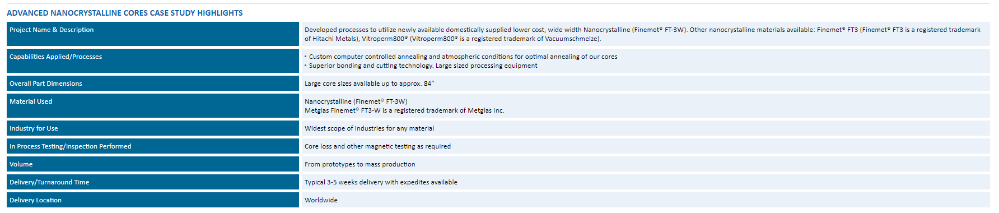 ADVANCED NANOCRYSTALLINE CORES CASE STUDY HIGHLIGHTS
Project Name & Description
Developed processes to utilize newly available domestically supplied lower cost, wide width Nanocrystalline (Finemet® FT-3W). Other nanocrystalline materials available: Finemet® FT3 (Finemet® FT3 is a registered trademark
of Hitachi Metals), Vitroperm800® (Vitroperm800® is a registered trademark of Vacuumschmelze).
Capabilities Applied/Processes
• Custom computer controlled annealing and atmospheric conditions for optimal annealing of our cores
• Superior bonding and cutting technology. Large sized processing equipment
Overall Part Dimensions
Large core sizes available up to approx. 84”
Material Used
Nanocrystalline (Finemet® FT-3W)
Metglas Finemet® FT3-W is a registered trademark of Metglas Inc.
Industry for Use
Widest scope of industries for any material
In Process Testing/Inspection Performed
Core loss and other magnetic testing as required
Volume
From prototypes to mass production
Delivery/Turnaround Time
Typical 3-5 weeks delivery with expedites available
Delivery Location
Worldwide